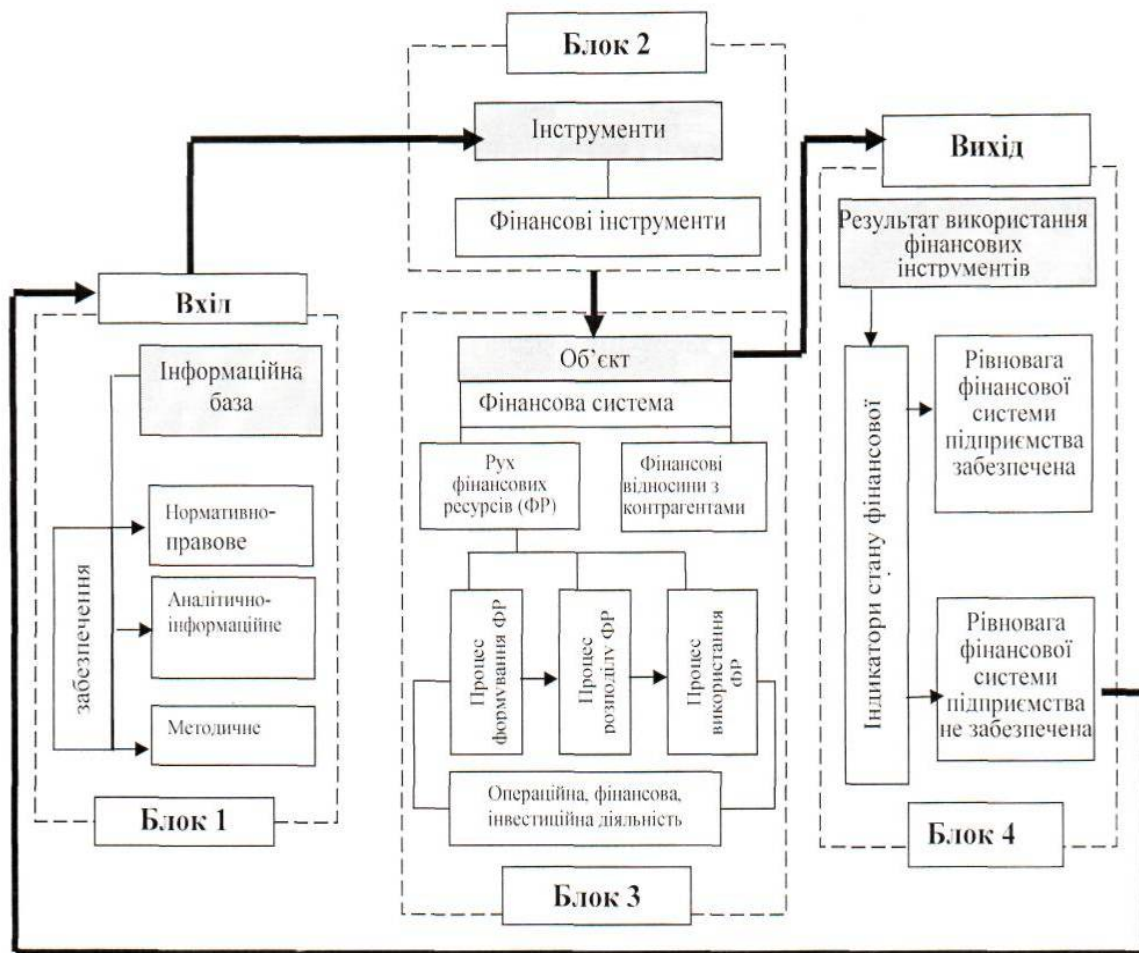 Блок 2
Інструменти
Фінансові інструменти
Вхіл
Інформаційна
база
забезпечення
Нормативно-
правове
Аналітично-
інформаційне
Методичне
Блок 1
Об’єкт
Фінансова система
Рух
фінансових
ресурсів (ФР)
Фінансові
відносини з
контрагентами
Процес
формування ФР
Процес
розподілу ФР
Процес
використання
ФР
Операційна, фінансова,
інвестиційна діяльність
Блок 3
Вихід
Результат використання
фінансових
інструментів
Індикатори стану фінансової
Рівновага
фінансової
системи
підприємства
забезпечена
Рівновага
фінансової
системи
підприємства
не забезпечена
Блок 4